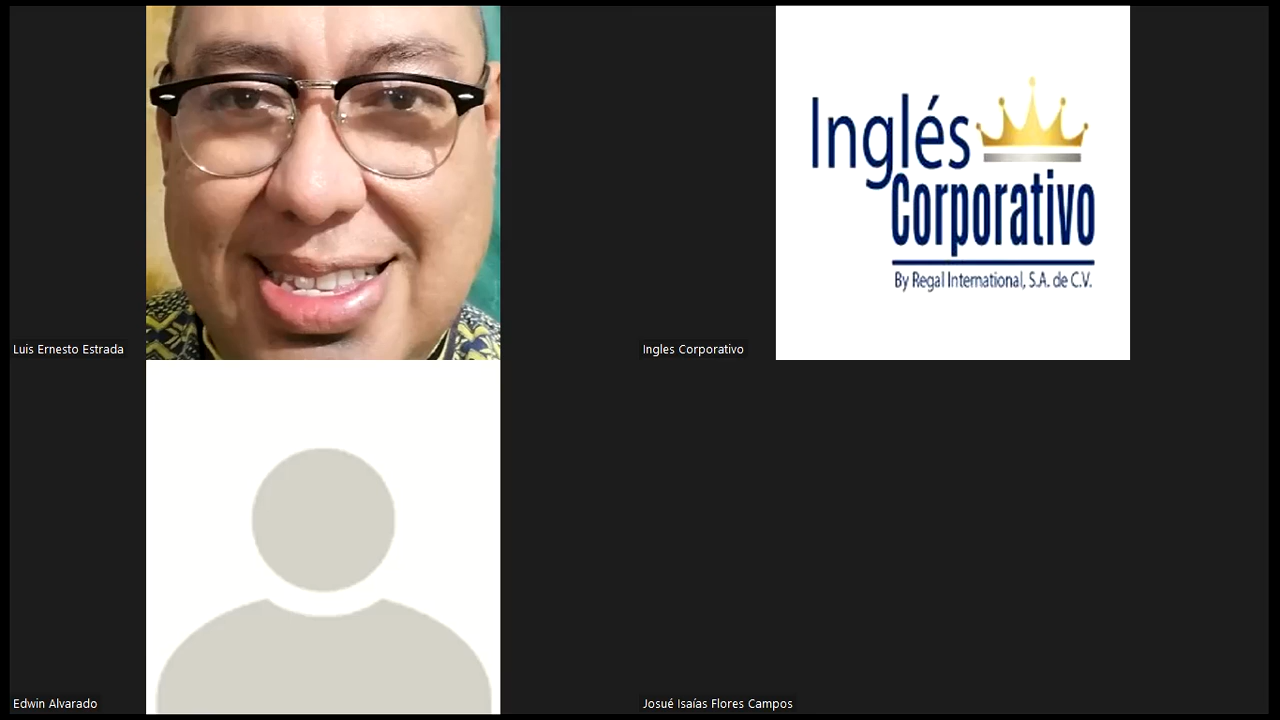 Inglés
Corporativo
By Regal International, S.A. de C.V.
Luis Ernesto Estrada
Ingles Corporativo
Edwin Alvarado
Josué Isaías Flores Campos